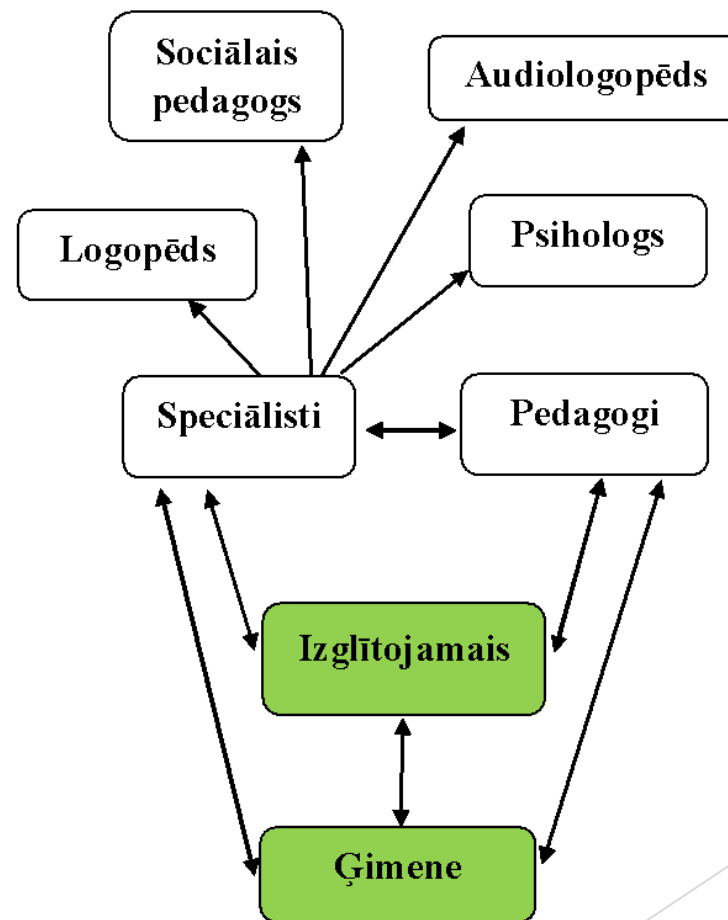 Sociālais
pedagogs
Audiologopēds
Logopēds
Psihologs
Speciālisti
Pedagogi
Izglītojamais
Ģimene